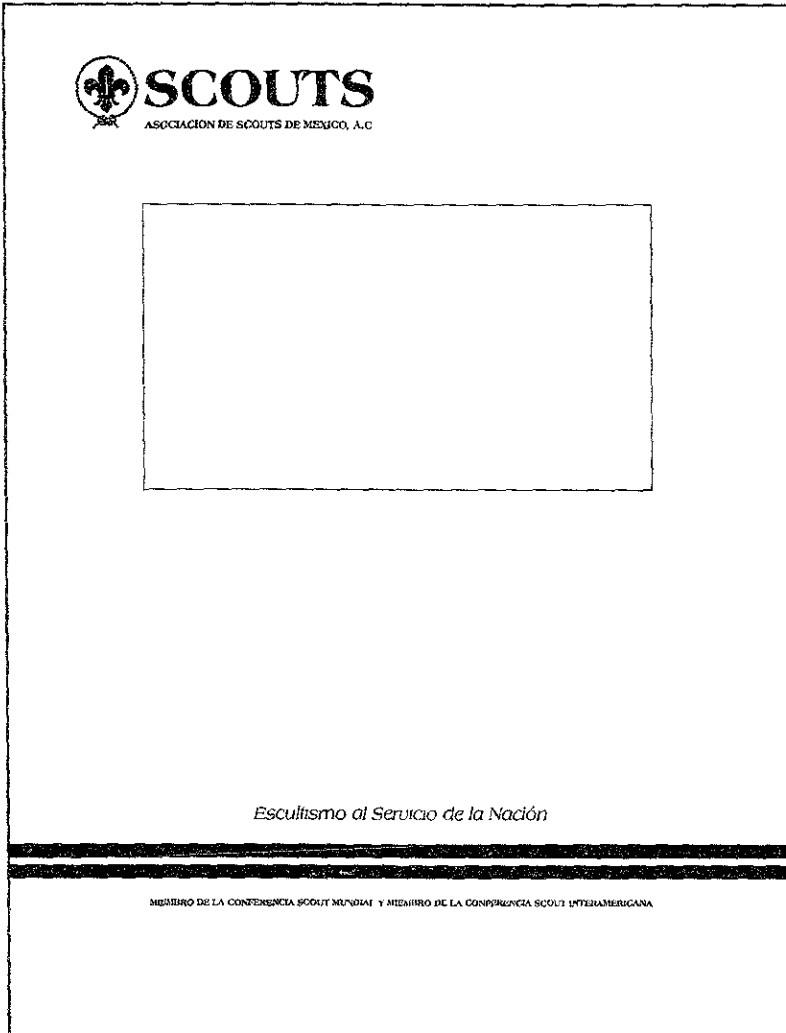 SCOUTS
ASOCIACION DE SCOUTS DE MEXICO, A.C
Escultismo al Servicio de la Nación
MIEMBRO DE LA CONFERENCIA SCOUT MUNDIAL Y MIEMBRO DE LA CONFERENCIA SCOUT INTERAMERICANA